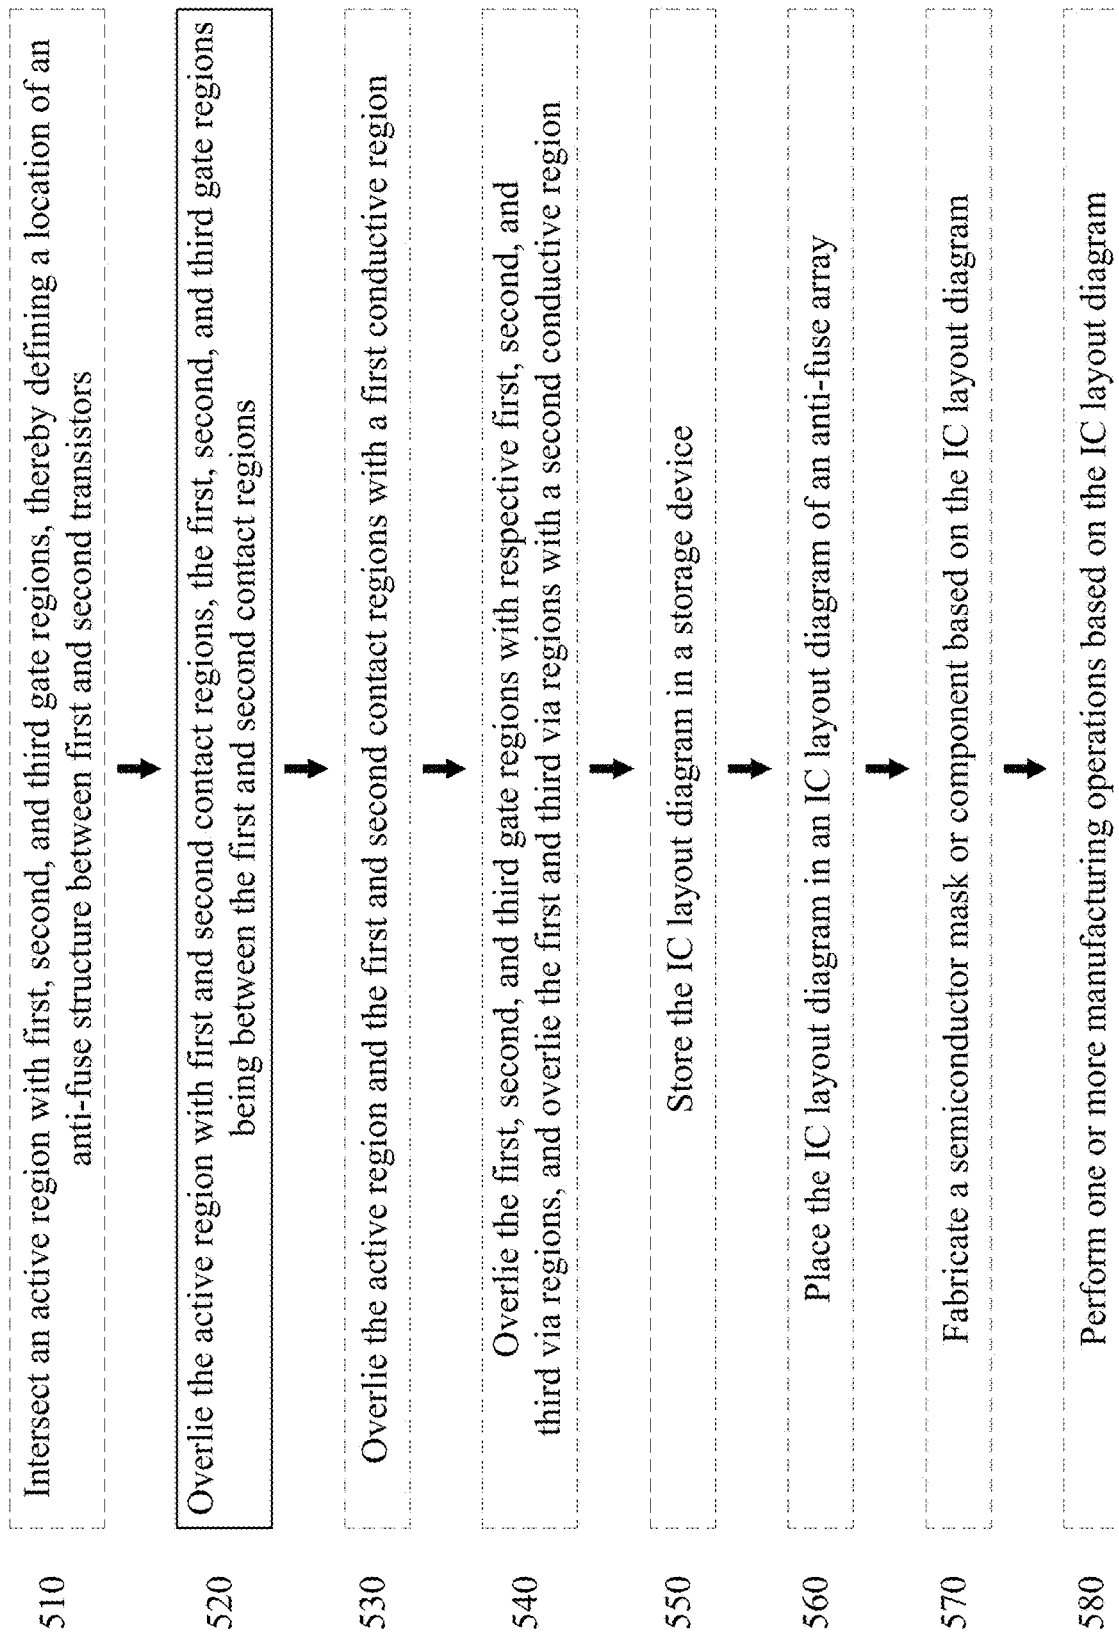 510
Intersect an active region with first, second, and third gate regions, thereby defining a location of an
anti-fuse structure between first and second transistors
520
Overlie the active region with first and second contact regions, the first, second, and third gate regions
being between the first and second contact regions
530
Overlie the active region and the first and second contact regions with a first conductive region
540
Overlie the first, second, and third gate regions with respective first, second, and
third via regions, and overlie the first and third via regions with a second conductive region
550
Store the IC layout diagram in a storage device
560
Place the IC layout diagram in an IC layout diagram of an anti-fuse array
570
Fabricate a semiconductor mask or component based on the IC layout diagram
580
Perform one or more manufacturing operations based on the IC layout diagram